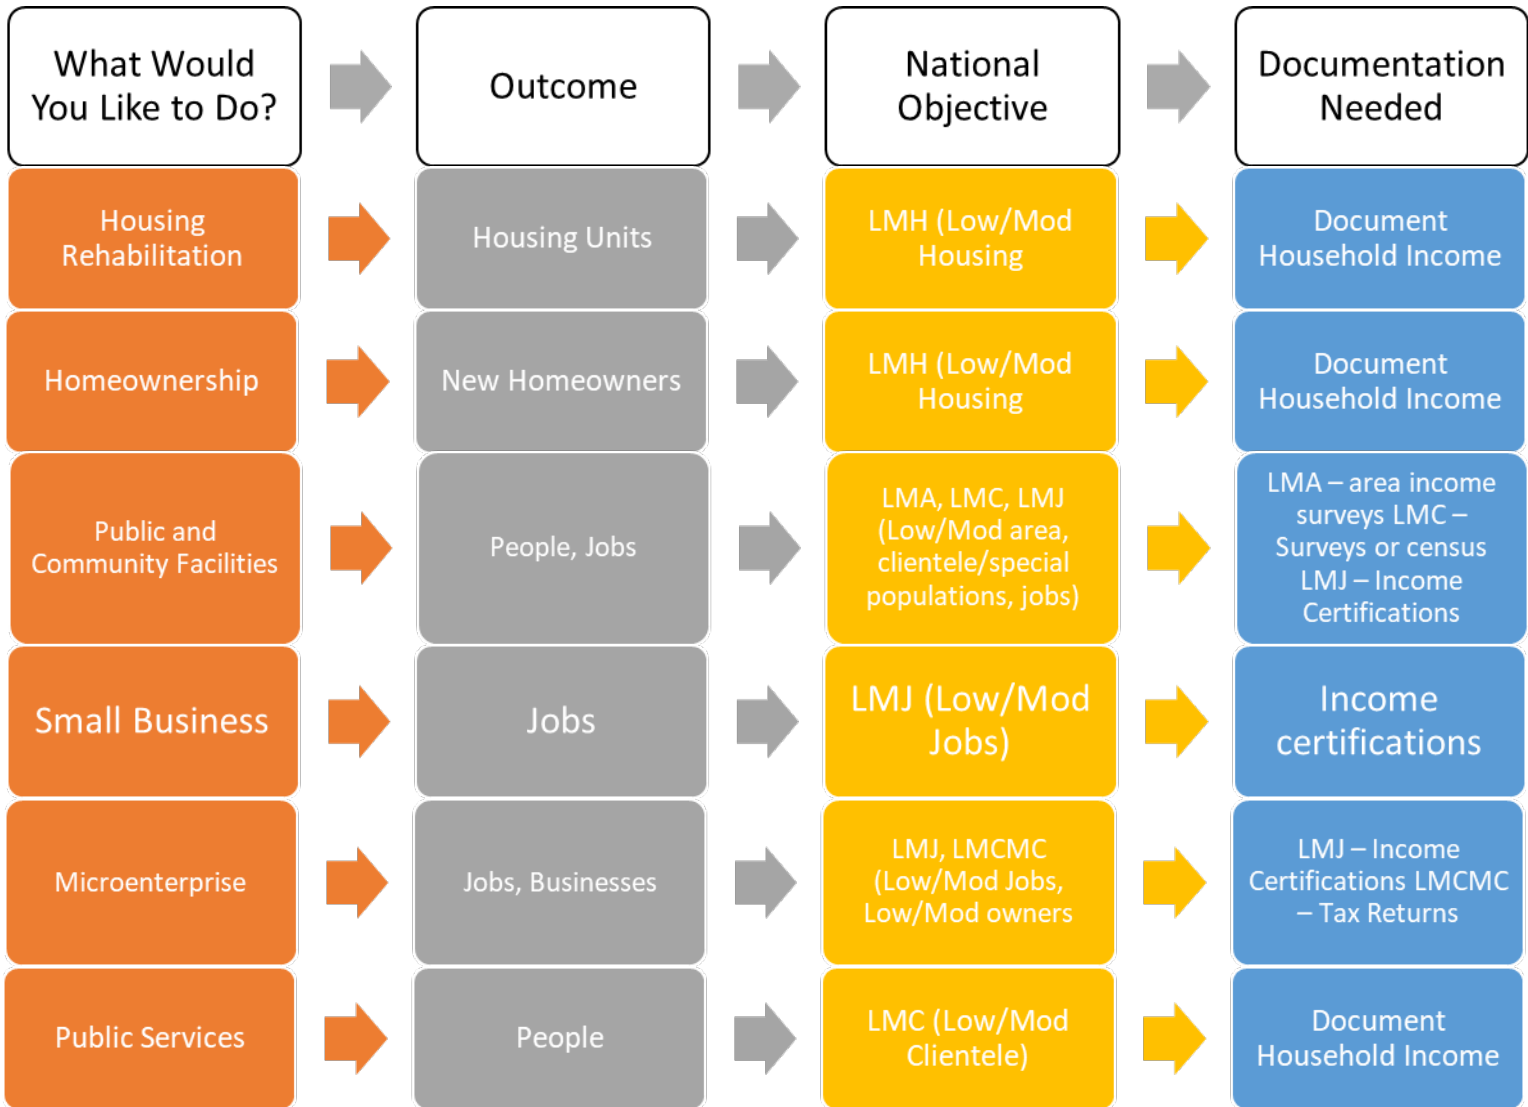 What Would
You Like to Do?
Outcome
National
Objective
Documentation
Needed
Housing
Rehabilitation
Housing Units
LMH (Low/Mod
Housing
Document
Household Income
Homeownership
New Homeowners
LMH (Low/Mod
Housing
Document
Household Income
Public and
Community Facilities
People, Jobs
LMA, LMC, LMJ
(Low/Mod area,
clientele/special
populations, jobs)
LMA – area income
surveys LMC –
Surveys or census
LMJ – Income
Certifications
Small Business
Jobs
LMJ (Low/Mod
Jobs)
Income
certifications
Microenterprise
Jobs, Businesses
LMJ, LMCMC
(Low/Mod Jobs,
Low/Mod owners
LMJ – Income
Certifications LMCMC
– Tax Returns
Public Services
People
LMC (Low/Mod
Clientele)
Document
Household Income